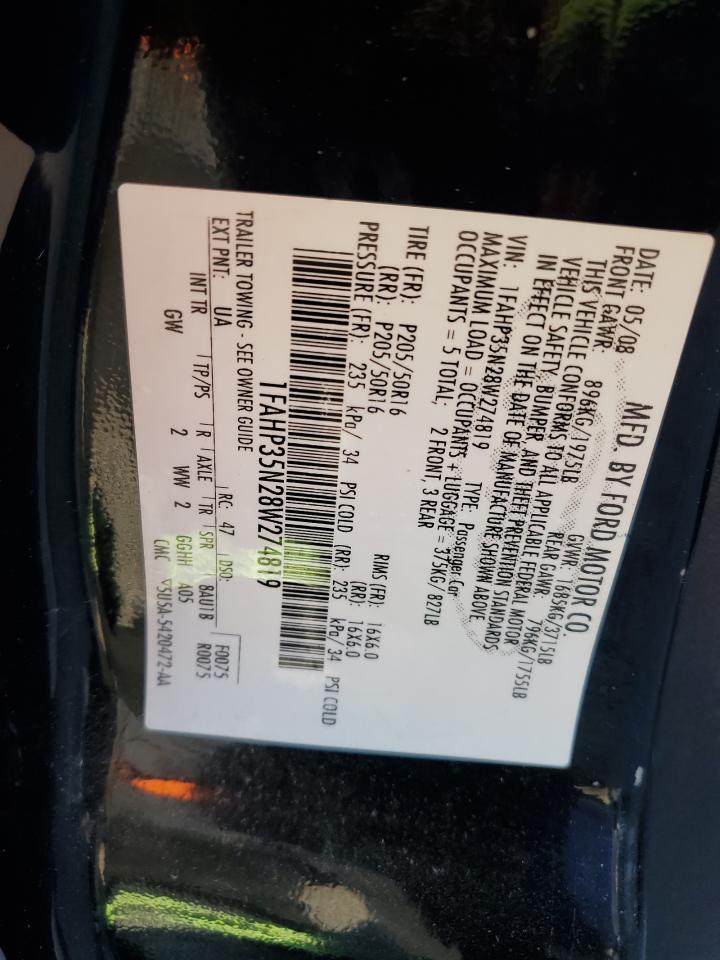 MFD. BY FORD MOTOR CO.
DATE: 05/08 GVWR: 1685KG/3715LB
FRONT GAWR: 896KG/1975LB REAR GAWR: 796KG/1755LB
THIS VEHICLE CONFORMS TO ALL APPLICABLE FEDERAL MOTOR
VEHICLE SAFETY, BUMPER AND THEFT PREVENTION STANDARDS
IN EFFECT ON THE DATE OF MANUFACTURE SHOWN ABOVE.
VIN: 1FAHP35N28W274819 TYPE: Passenger Car
MAXIMUM LOAD = OCCUPANTS + LUGGAGE = 375KG/827LB
OCCUPANTS = 5 TOTAL; 2 FRONT, 3 REAR
TIRE (FR): P205/50R16 RIMS (FR): 16X6.0
(RR): P205/50R16 (RR): 16X6.0
PRESSURE (FR): 235 kPa/ 34 PSI COLD (RR): 235 kPa/ 34 PSI COLD
1FAHP35N28W274819
TRAILER TOWING - SEE OWNER GUIDE
F0075
R0075
EXT PNT: UA RC: 47 DSO:
INT TR TP/PS R AXLE TR SPR 8AU1B
GW 2 WW 2 GGHH 405
CMC 5U5A-5420472-AA